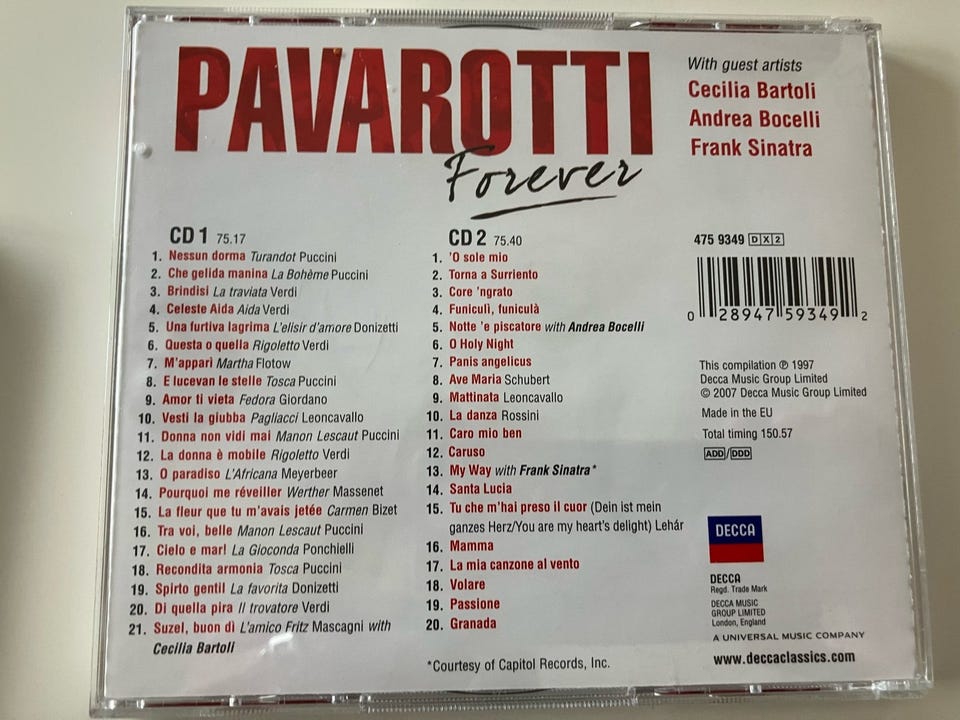 PAVAROTTI
Forever
With guest artists
Cecilia Bartoli
Andrea Bocelli
Frank Sinatra
CD 1 75.17
1. Nessun dorma Turandot Puccini
2. Che gelida manina La Bohème Puccini
3. Brindisi La traviata Verdi
4. Celeste Aida Aida Verdi
5. Una furtiva lagrima L'elisir d'amore Donizetti
6. Questa o quella Rigoletto Verdi
7. M'apparì Martha Flotow
8. E lucevan le stelle Tosca Puccini
9. Amor ti vieta Fedora Giordano
10. Vesti la giubba Pagliacci Leoncavallo
11. Donna non vidi mai Manon Lescaut Puccini
12. La donna è mobile Rigoletto Verdi
13. O paradiso L'Africana Meyerbeer
14. Pourquoi me réveiller Werther Massenet
15. La fleur que tu m'avais jetée Carmen Bizet
16. Tra voi, belle Manon Lescaut Puccini
17. Cielo e mar! La Gioconda Ponchielli
18. Recondita armonia Tosca Puccini
19. Spirto gentil La favorita Donizetti
20. Di quella pira Il trovatore Verdi
21. Suzel, buon dì L'amico Fritz Mascagni with
Cecilia Bartoli
CD 2 75.40
1. 'O sole mio
2. Torna a Surriento
3. Core 'ngrato
4. Funiculì, funiculà
5. Notte 'e piscatore with Andrea Bocelli
6. O Holy Night
7. Panis angelicus
8. Ave Maria Schubert
9. Mattinata Leoncavallo
10. La danza Rossini
11. Caro mio ben
12. Caruso
13. My Way with Frank Sinatra*
14. Santa Lucia
15. Tu che m'hai preso il cuor (Dein ist mein
ganzes Herz/You are my heart's delight) Lehár
16. Mamma
17. La mia canzone al vento
18. Volare
19. Passione
20. Granada
*Courtesy of Capitol Records, Inc.
475 9349 DX2
0 28947 59349 2
This compilation ℗ 1997
Decca Music Group Limited
© 2007 Decca Music Group Limited
Made in the EU
Total timing 150.57
ADD/DDD
DECCA
DECCA
Regd. Trade Mark
DECCA MUSIC
GROUP LIMITED
London, England
A UNIVERSAL MUSIC COMPANY
www.deccaclassics.com